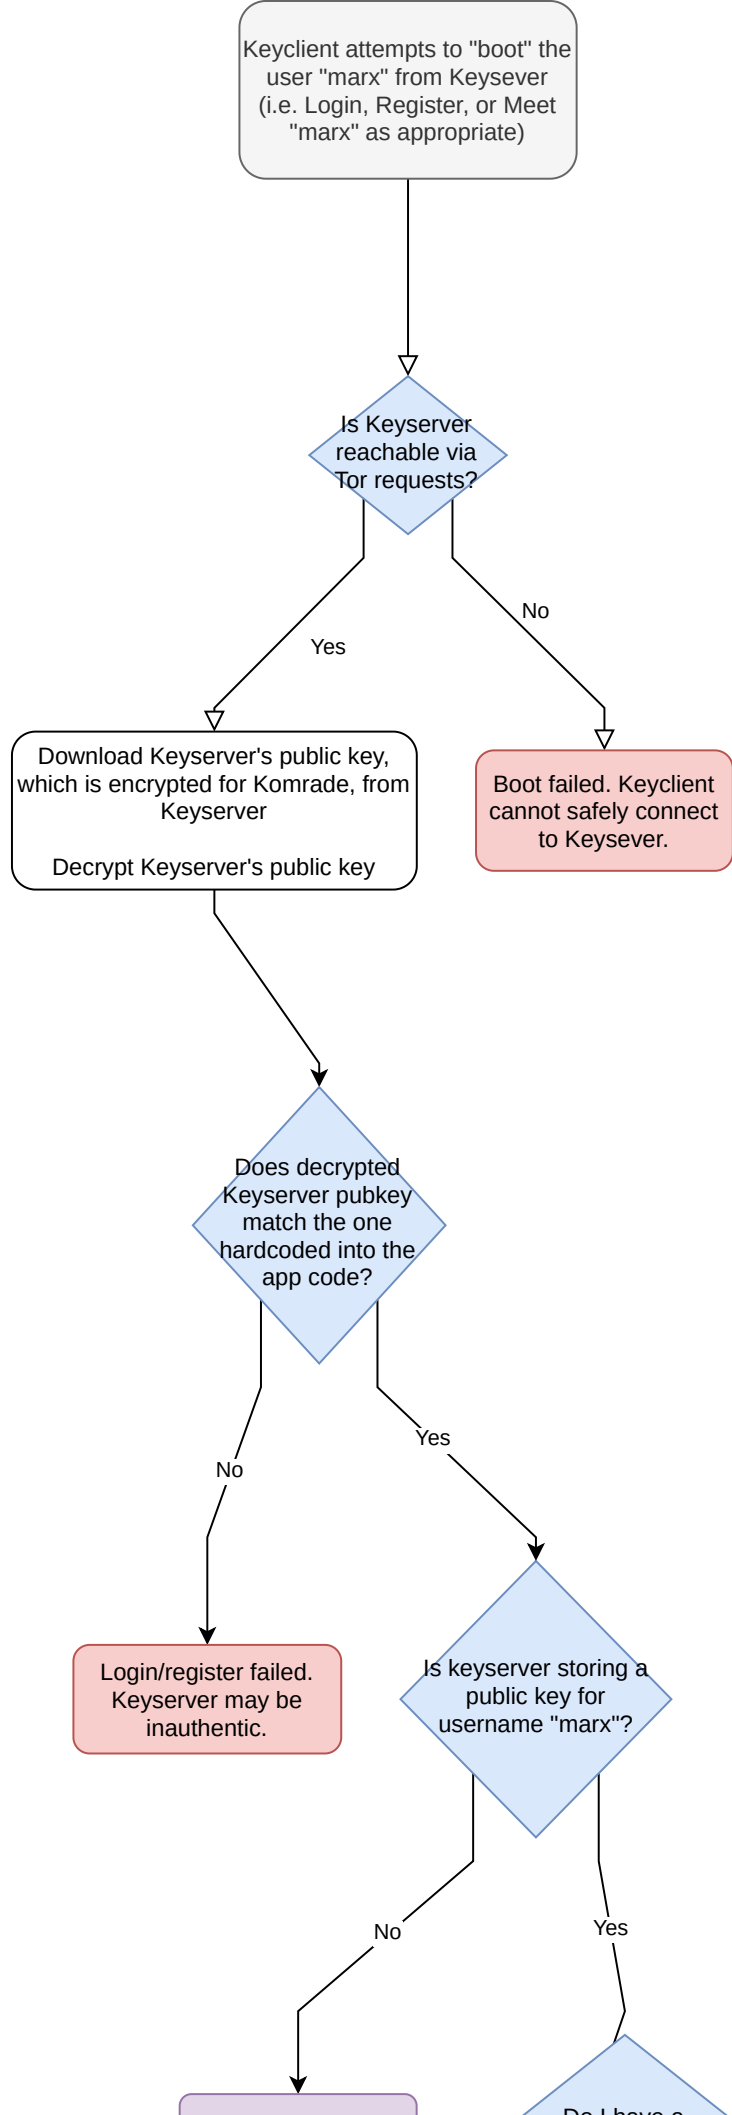 Keyclient attempts to "boot" the
user "marx" from Keysever
(i.e. Login, Register, or Meet
"marx" as appropriate)
Is Keyserver
reachable via
Tor requests?
No
Yes
Download Keyserver's public key,
which is encrypted for Komrade, from
Keyserver
Decrypt Keyserver's public key
Boot failed. Keyclient
cannot safely connect
to Keysever.
Does decrypted
Keyserver pubkey
match the one
hardcoded into the
app code?
Yes
No
Login/register failed.
Keyserver may be
inauthentic.
Is keyserver storing a
public key for
username "marx"?
No
Yes
Do I have a